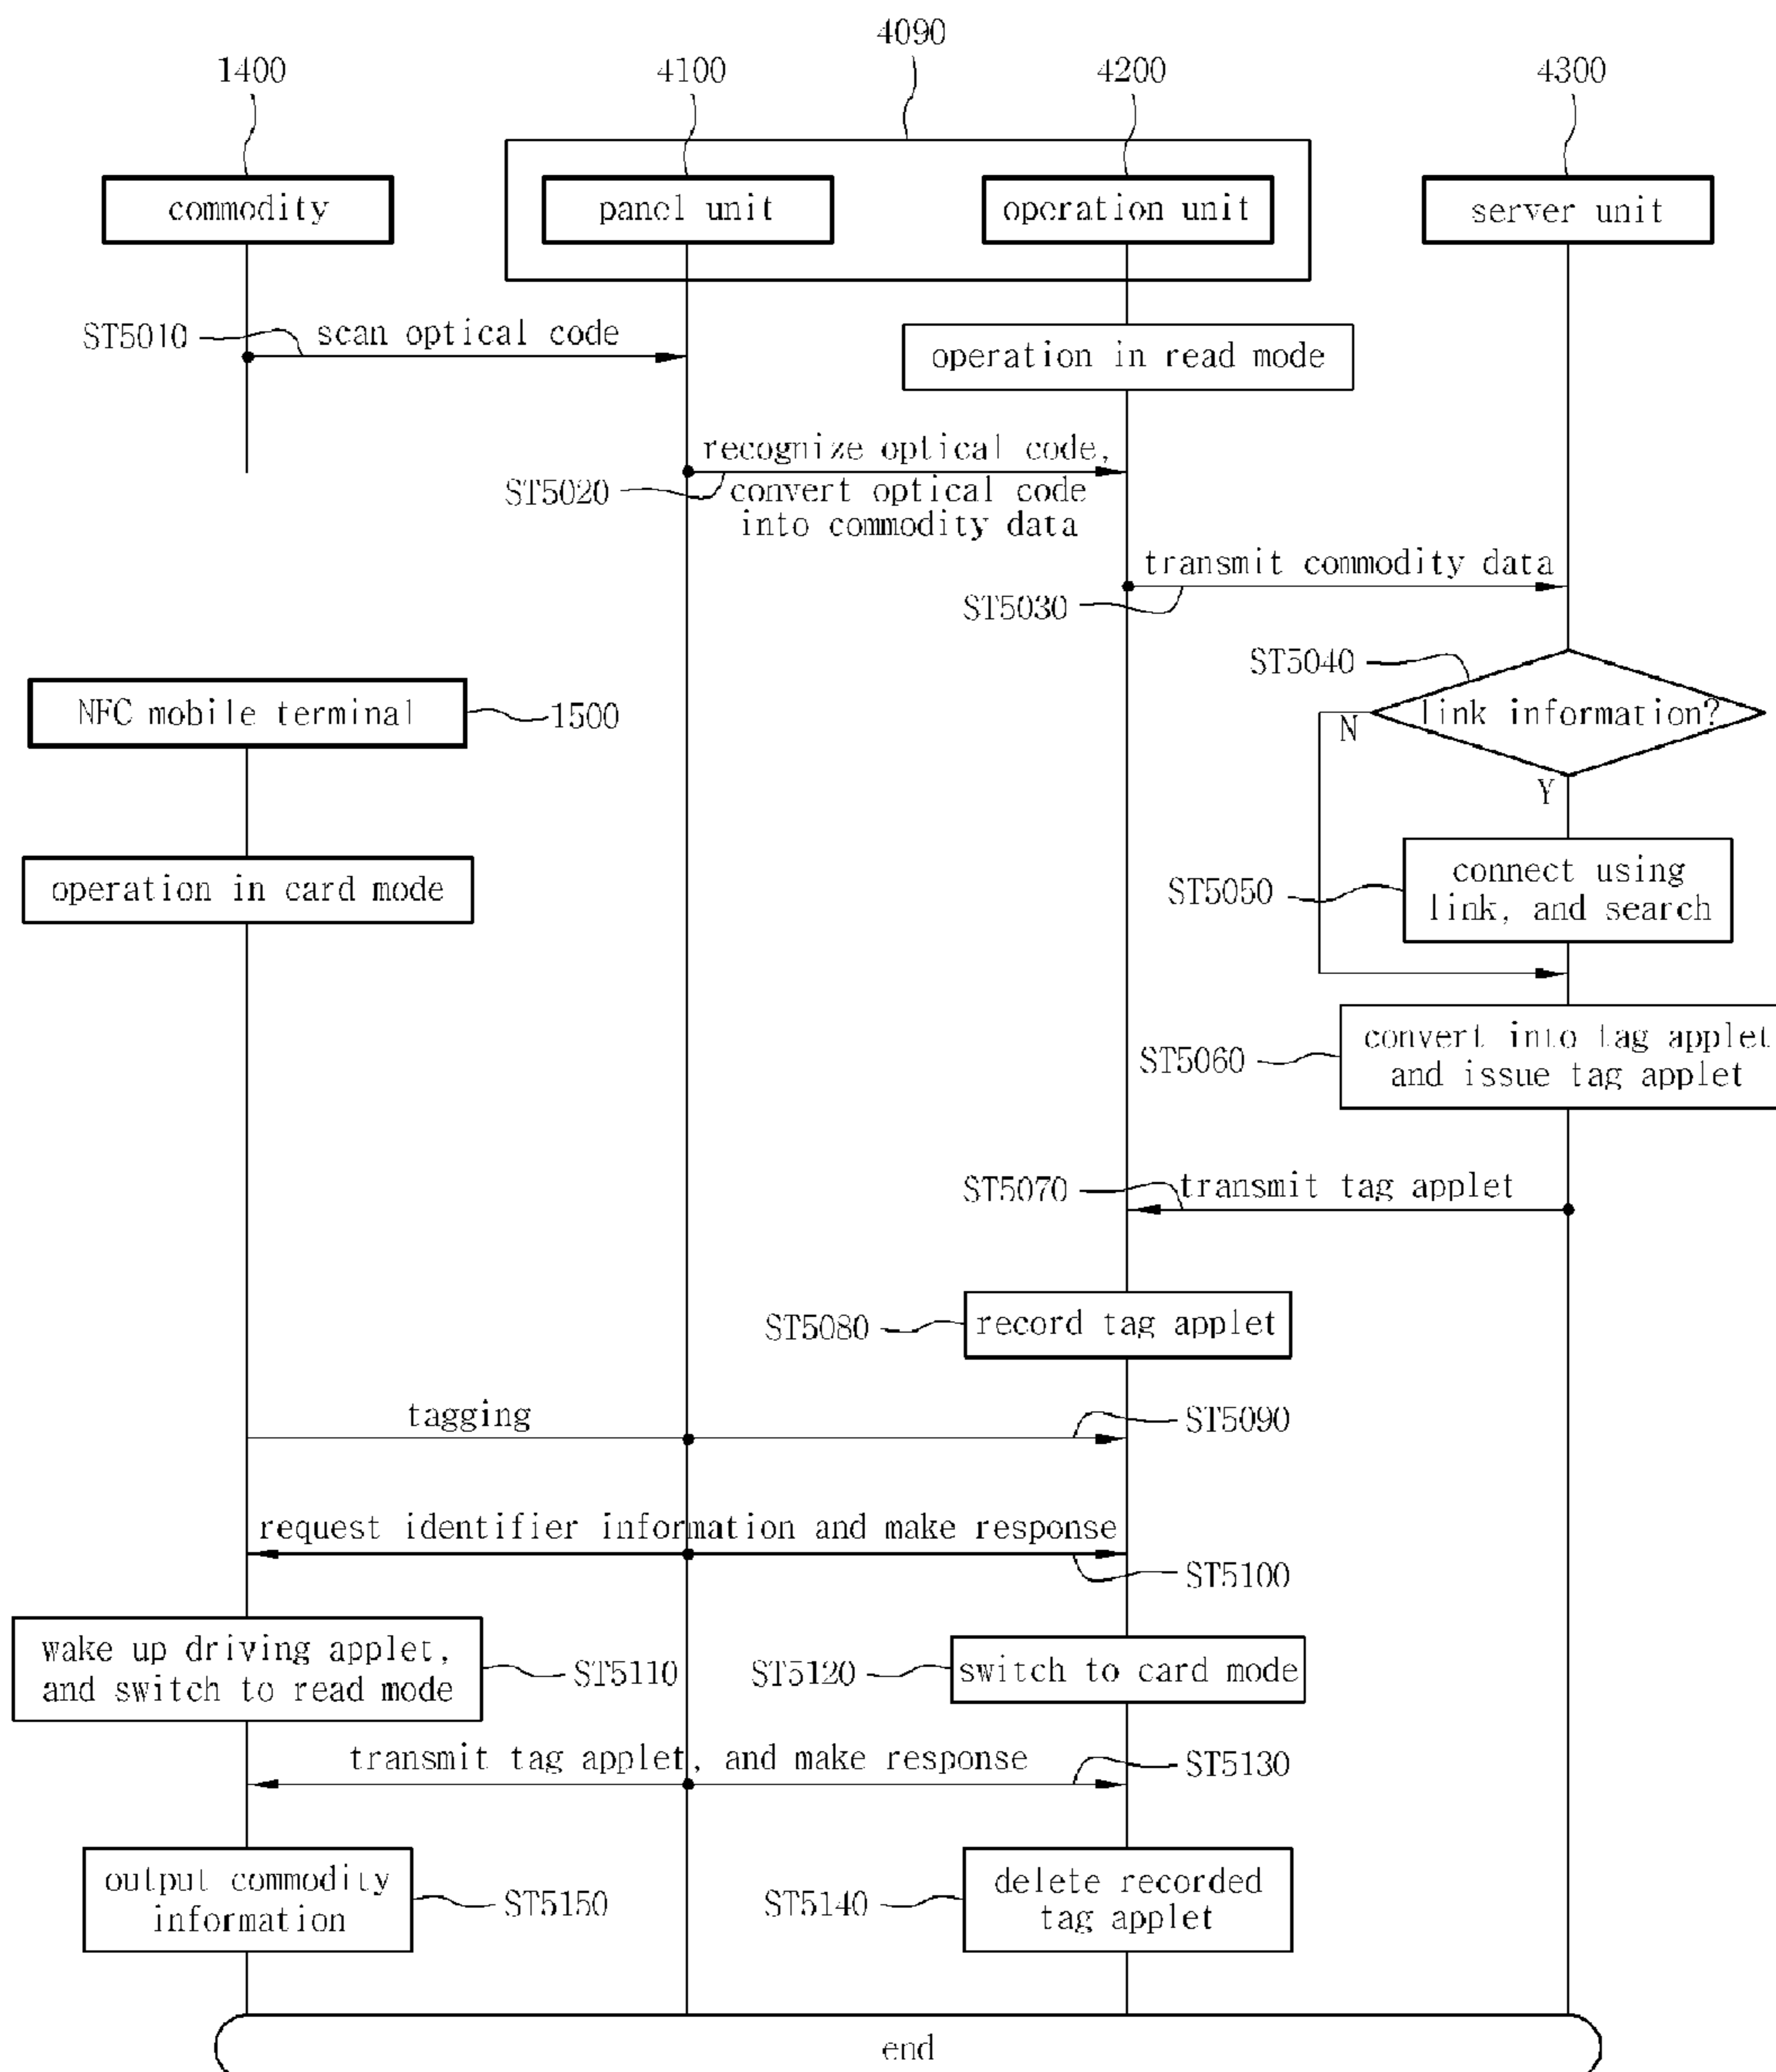 4090
1400
4100
4200
4300
commodity
panel unit
operation unit
server unit
ST5010
scan optical code
operation in read mode
recognize optical code,
ST5020
convert optical code
into commodity data
transmit commodity data
ST5030
ST5040
link information?
N
Y
NFC mobile terminal
1500
operation in card mode
ST5050
connect using
link, and search
ST5060
convert into tag applet
and issue tag applet
ST5070
transmit tag applet
ST5080
record tag applet
tagging
ST5090
request identifier information and make response
ST5100
wake up driving applet,
and switch to read mode
ST5110
ST5120
switch to card mode
transmit tag applet, and make response
ST5130
output commodity
information
ST5150
ST5140
delete recorded
tag applet
end